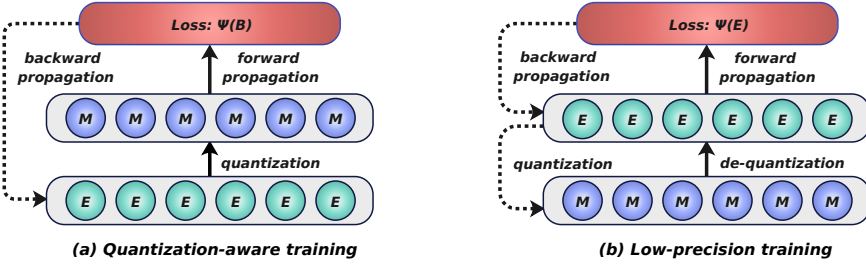 Loss: Ψ(B)
backward
propagation
forward
propagation
M M M M M M
quantization
E E E E E E
(a) Quantization-aware training
Loss: Ψ(E)
backward
propagation
forward
propagation
E E E E E E
quantization
de-quantization
M M M M M M
(b) Low-precision training